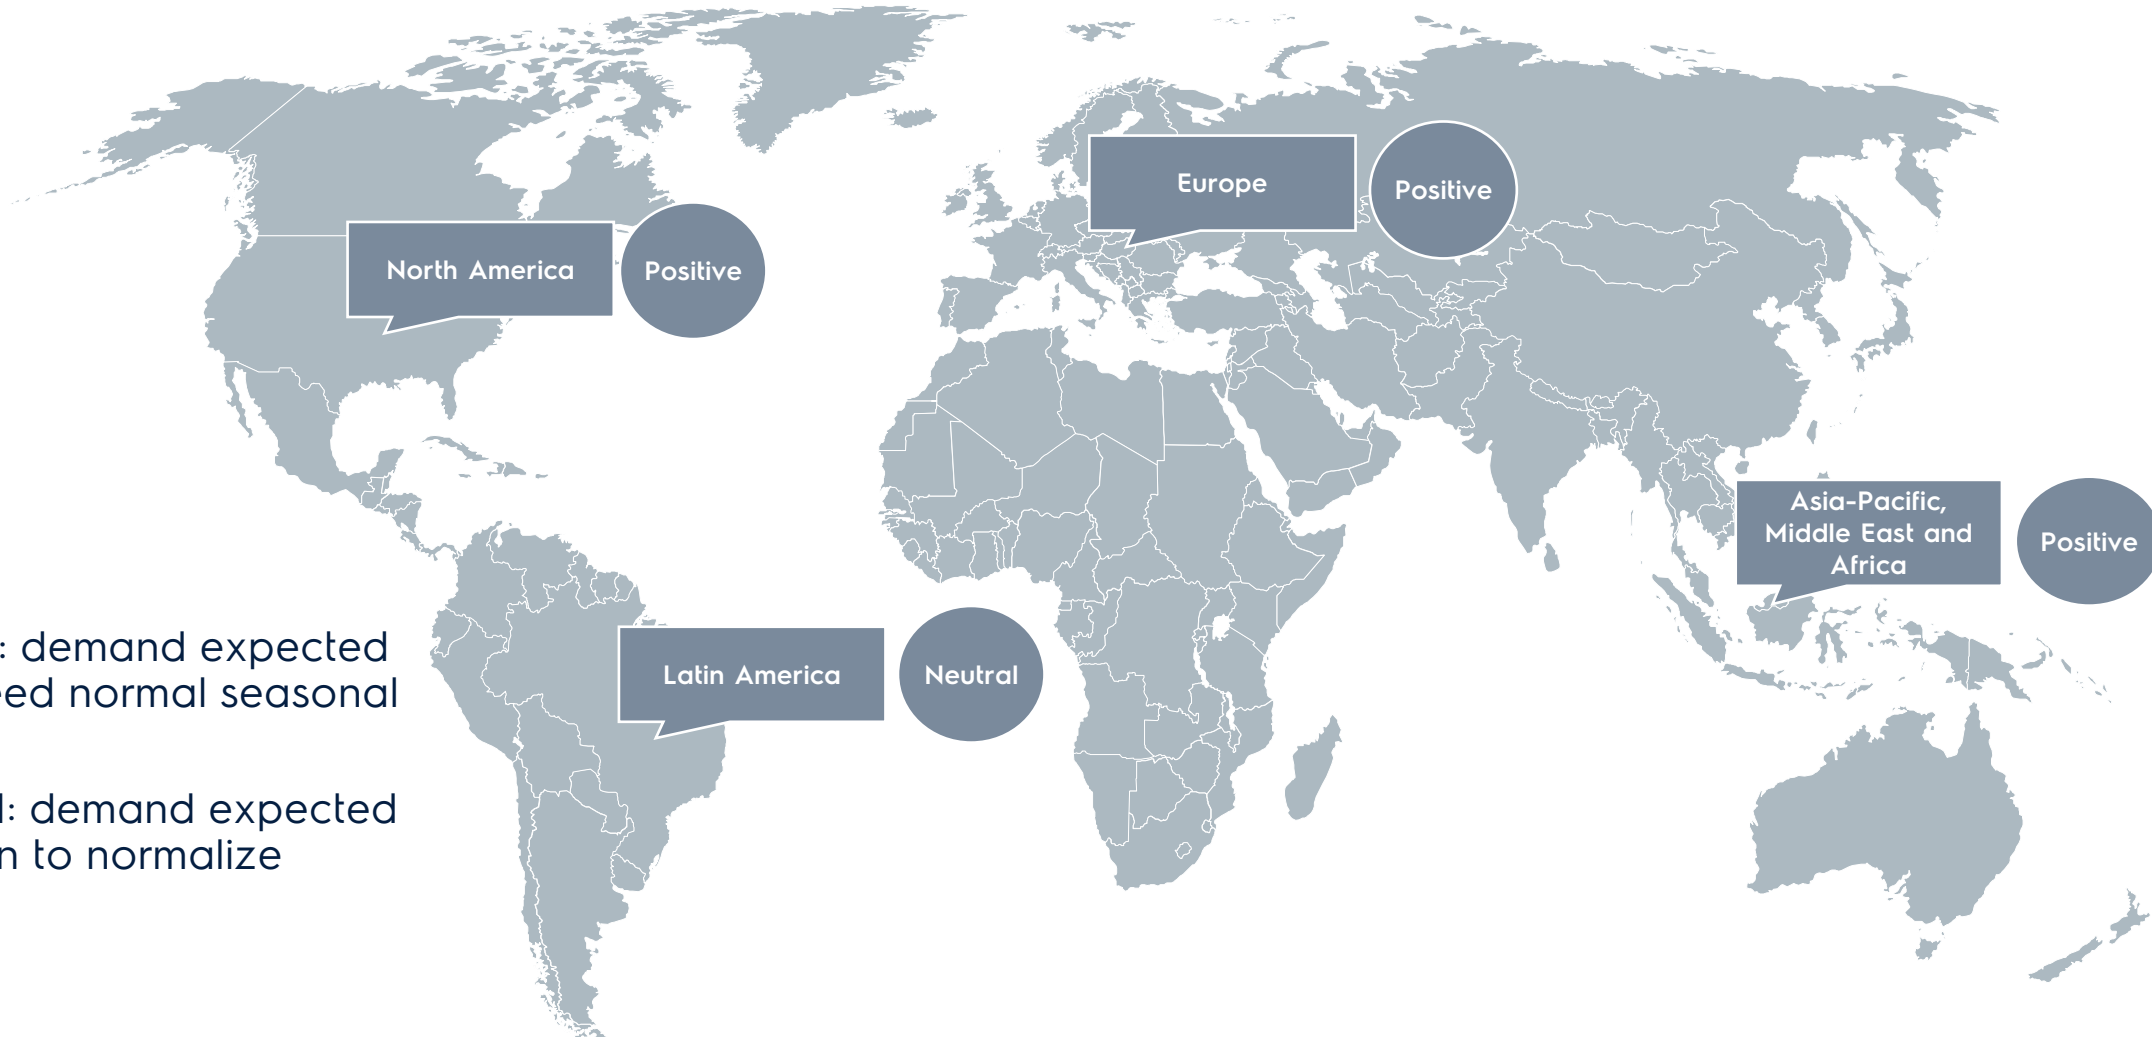 Europe
Positive
North America
Positive
Asia-Pacific,
Middle East and
Africa
Positive
Latin America
Neutral
: demand expected
normal seasonal
: demand expected
to normalize